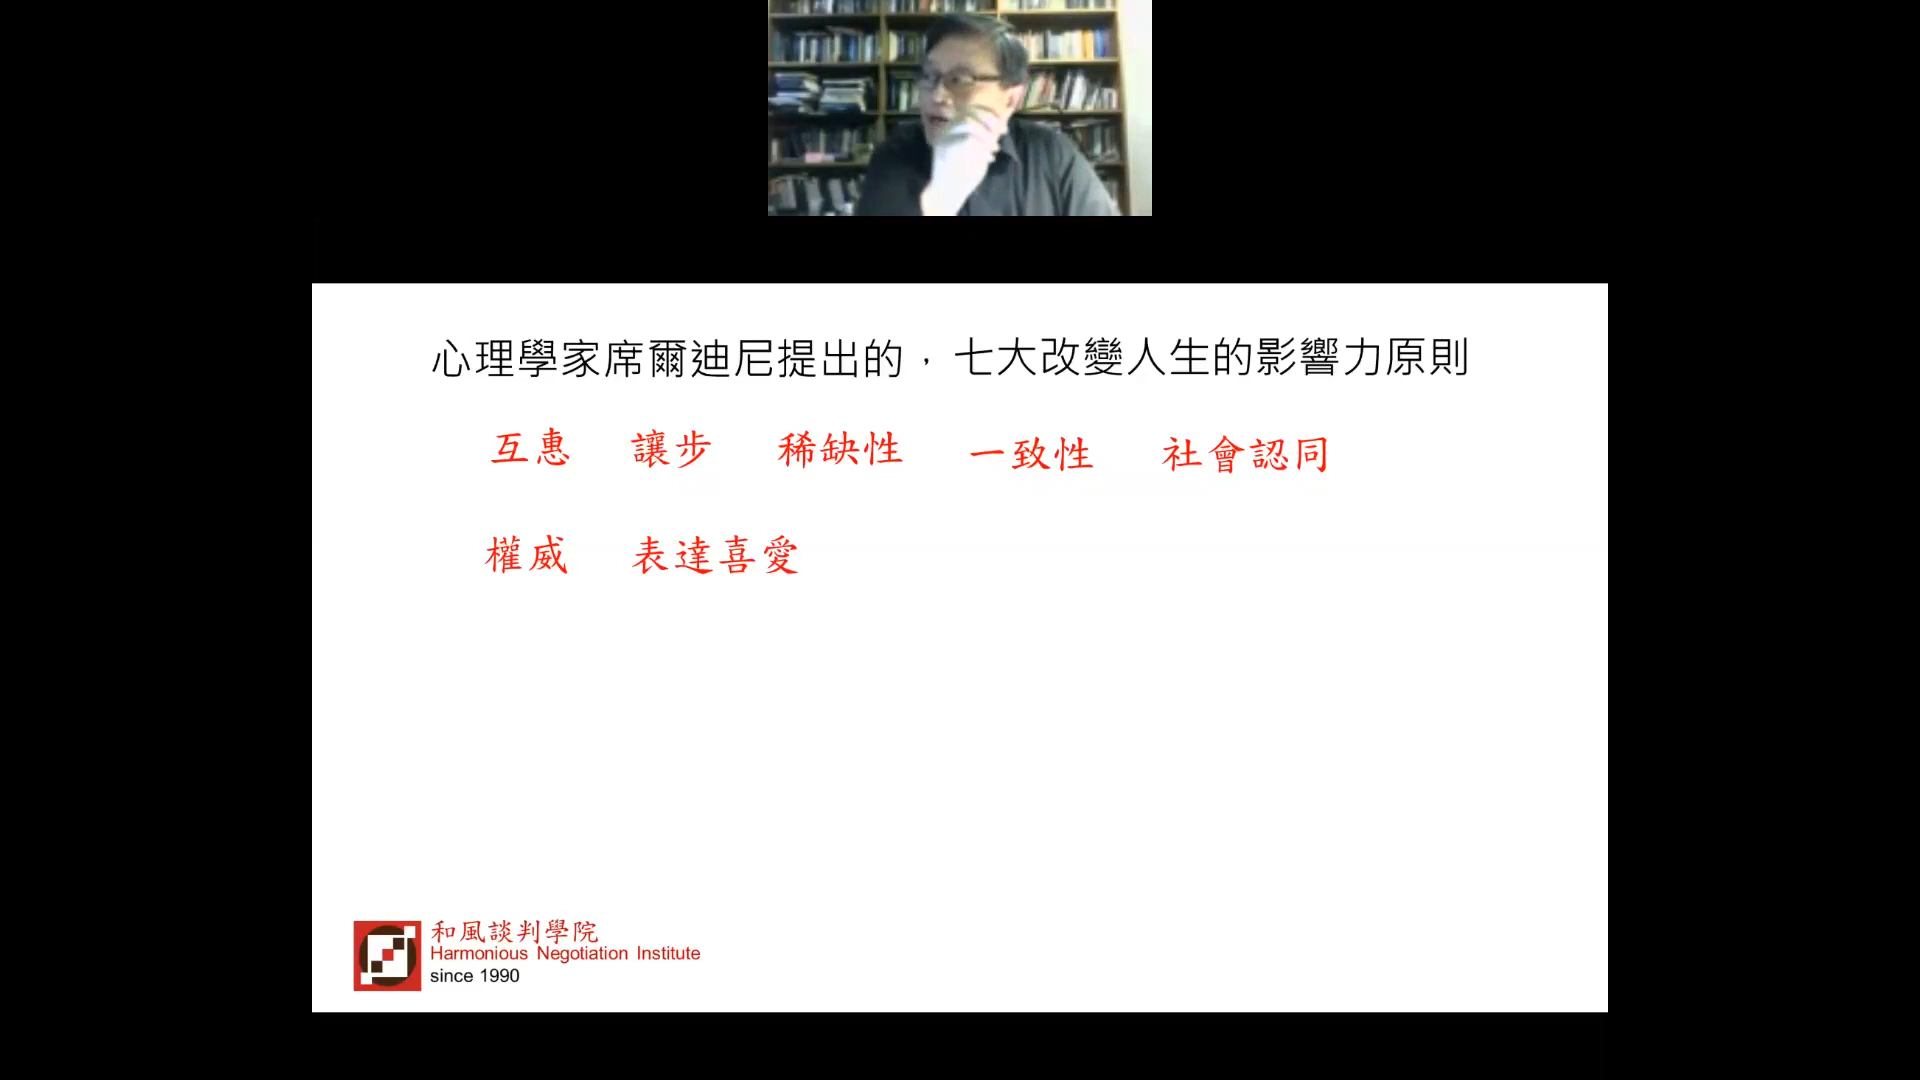 心理學家席爾迪尼提出的，七大改變人生的影響力原則
互惠 讓步 稀缺性 一致性 社會認同
權威 表達喜愛
和風談判學院
Harmonious Negotiation Institute
since 1990